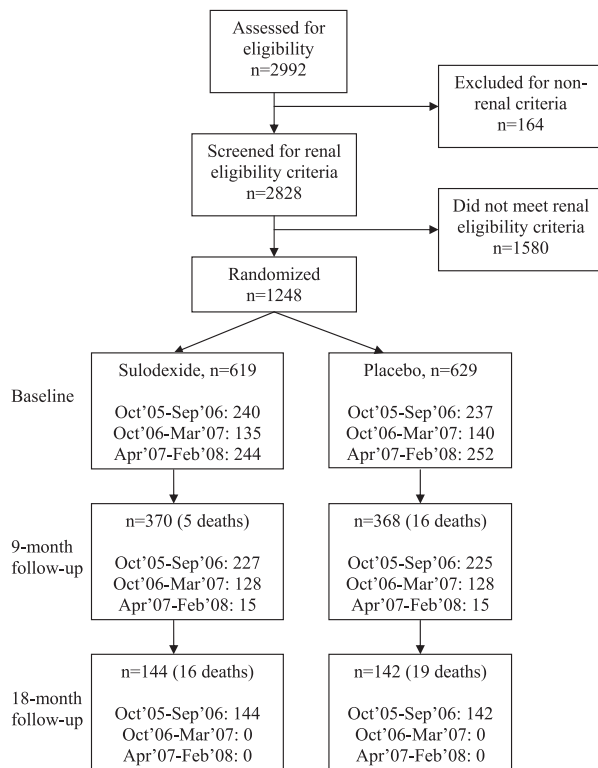 Assessed for
eligibility
n=2992
Excluded for non-
renal criteria
n=164
Screened for renal
eligibility criteria
n=2828
Did not meet renal
eligibility criteria
n=1580
Randomized
n=1248
Baseline
Sulodexide, n=619
Oct'05-Sep'06: 240
Oct'06-Mar'07: 135
Apr'07-Feb'08: 244
Placebo, n=629
Oct'05-Sep'06: 237
Oct'06-Mar'07: 140
Apr'07-Feb'08: 252
9-month
follow-up
n=370 (5 deaths)
Oct'05-Sep'06: 227
Oct'06-Mar'07: 128
Apr'07-Feb'08: 15
n=368 (16 deaths)
Oct'05-Sep'06: 225
Oct'06-Mar'07: 128
Apr'07-Feb'08: 15
18-month
follow-up
n=144 (16 deaths)
Oct'05-Sep'06: 144
Oct'06-Mar'07: 0
Apr'07-Feb'08: 0
n=142 (19 deaths)
Oct'05-Sep'06: 142
Oct'06-Mar'07: 0
Apr'07-Feb'08: 0